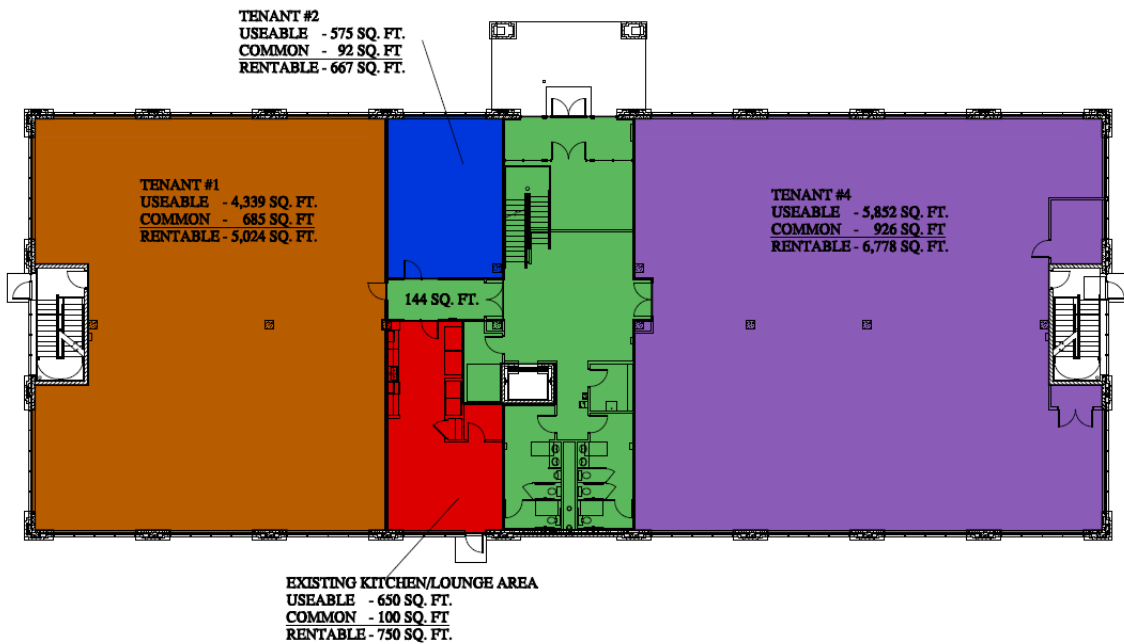 TENANT #2
USEABLE - 575 SQ. FT.
COMMON - 92 SQ. FT
RENTABLE - 667 SQ. FT.
TENANT #1
USEABLE - 4,339 SQ. FT.
COMMON - 685 SQ. FT
RENTABLE - 5,024 SQ. FT.
TENANT #4
USEABLE - 5,852 SQ. FT.
COMMON - 926 SQ. FT
RENTABLE - 6,778 SQ. FT.
144 SQ. FT.
EXISTING KITCHEN/LOUNGE AREA
USEABLE - 650 SQ. FT.
COMMON - 100 SQ. FT
RENTABLE - 750 SQ. FT.